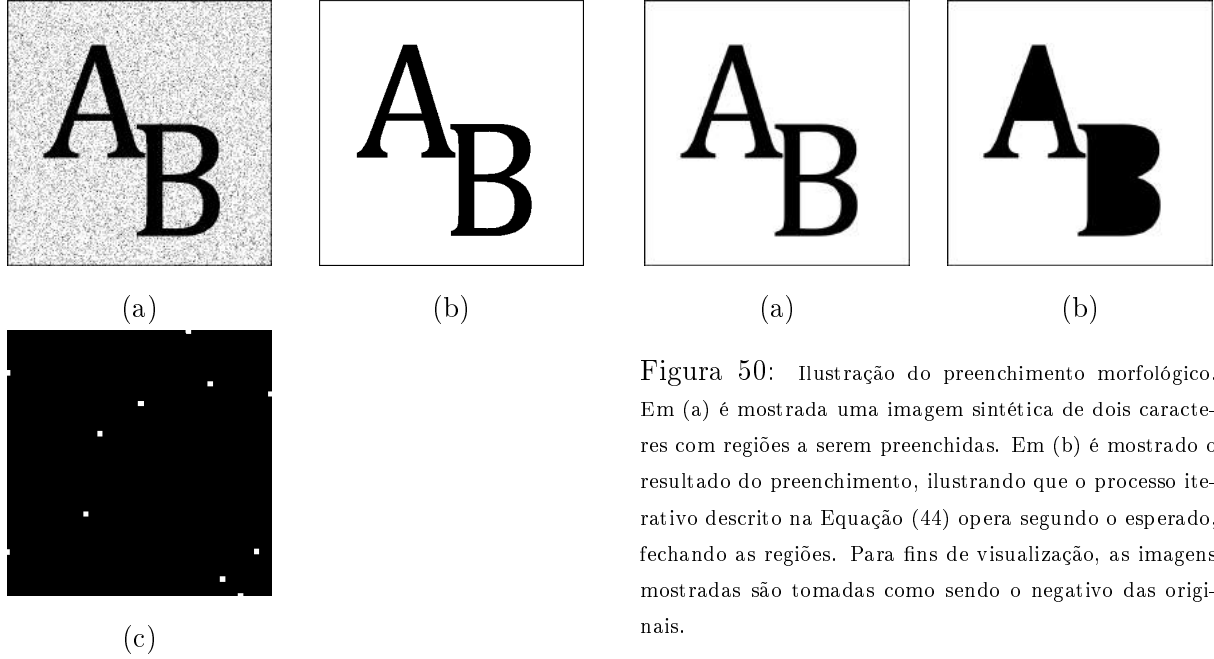 A
B
A
B
(a)
(b)
(c)
A
B
A
B
(a)
(b)
Figura 50: Ilustração do preenchimento morfológico.
Em (a) é mostrada uma imagem sintética de dois caracte-
res com regiões a serem preenchidas. Em (b) é mostrado o
resultado do preenchimento, ilustrando que o processo ite-
rativo descrito na Equação (44) opera segundo o esperado,
fechando as regiões. Para fins de visualização, as imagens
mostradas são tomadas como sendo o negativo das origi-
nais.